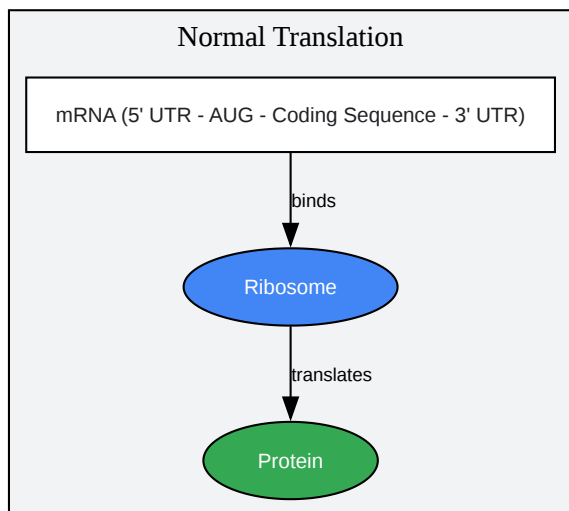 Normal Translation
mRNA (5' UTR - AUG - Coding Sequence - 3' UTR)
binds
Ribosome
translates
Protein